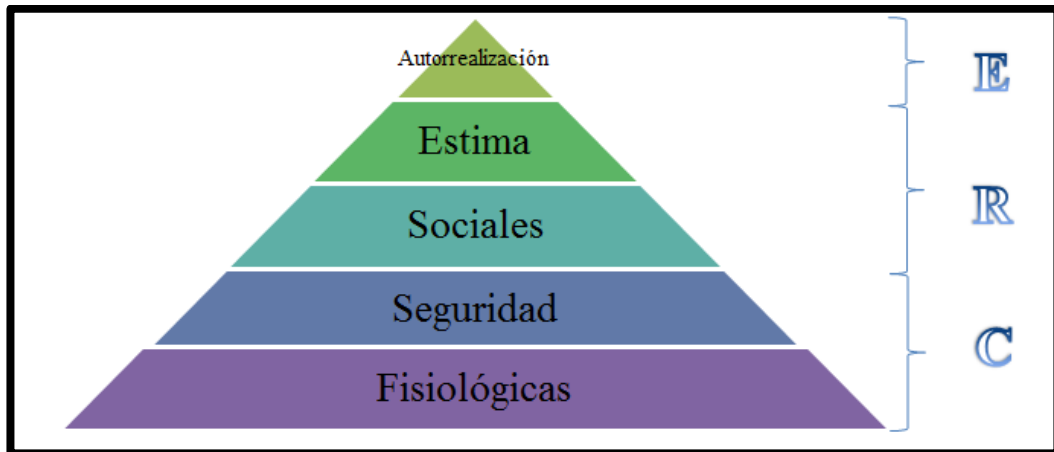 Autorrealización
E
Estima
R
Sociales
Seguridad
C
Fisiológicas